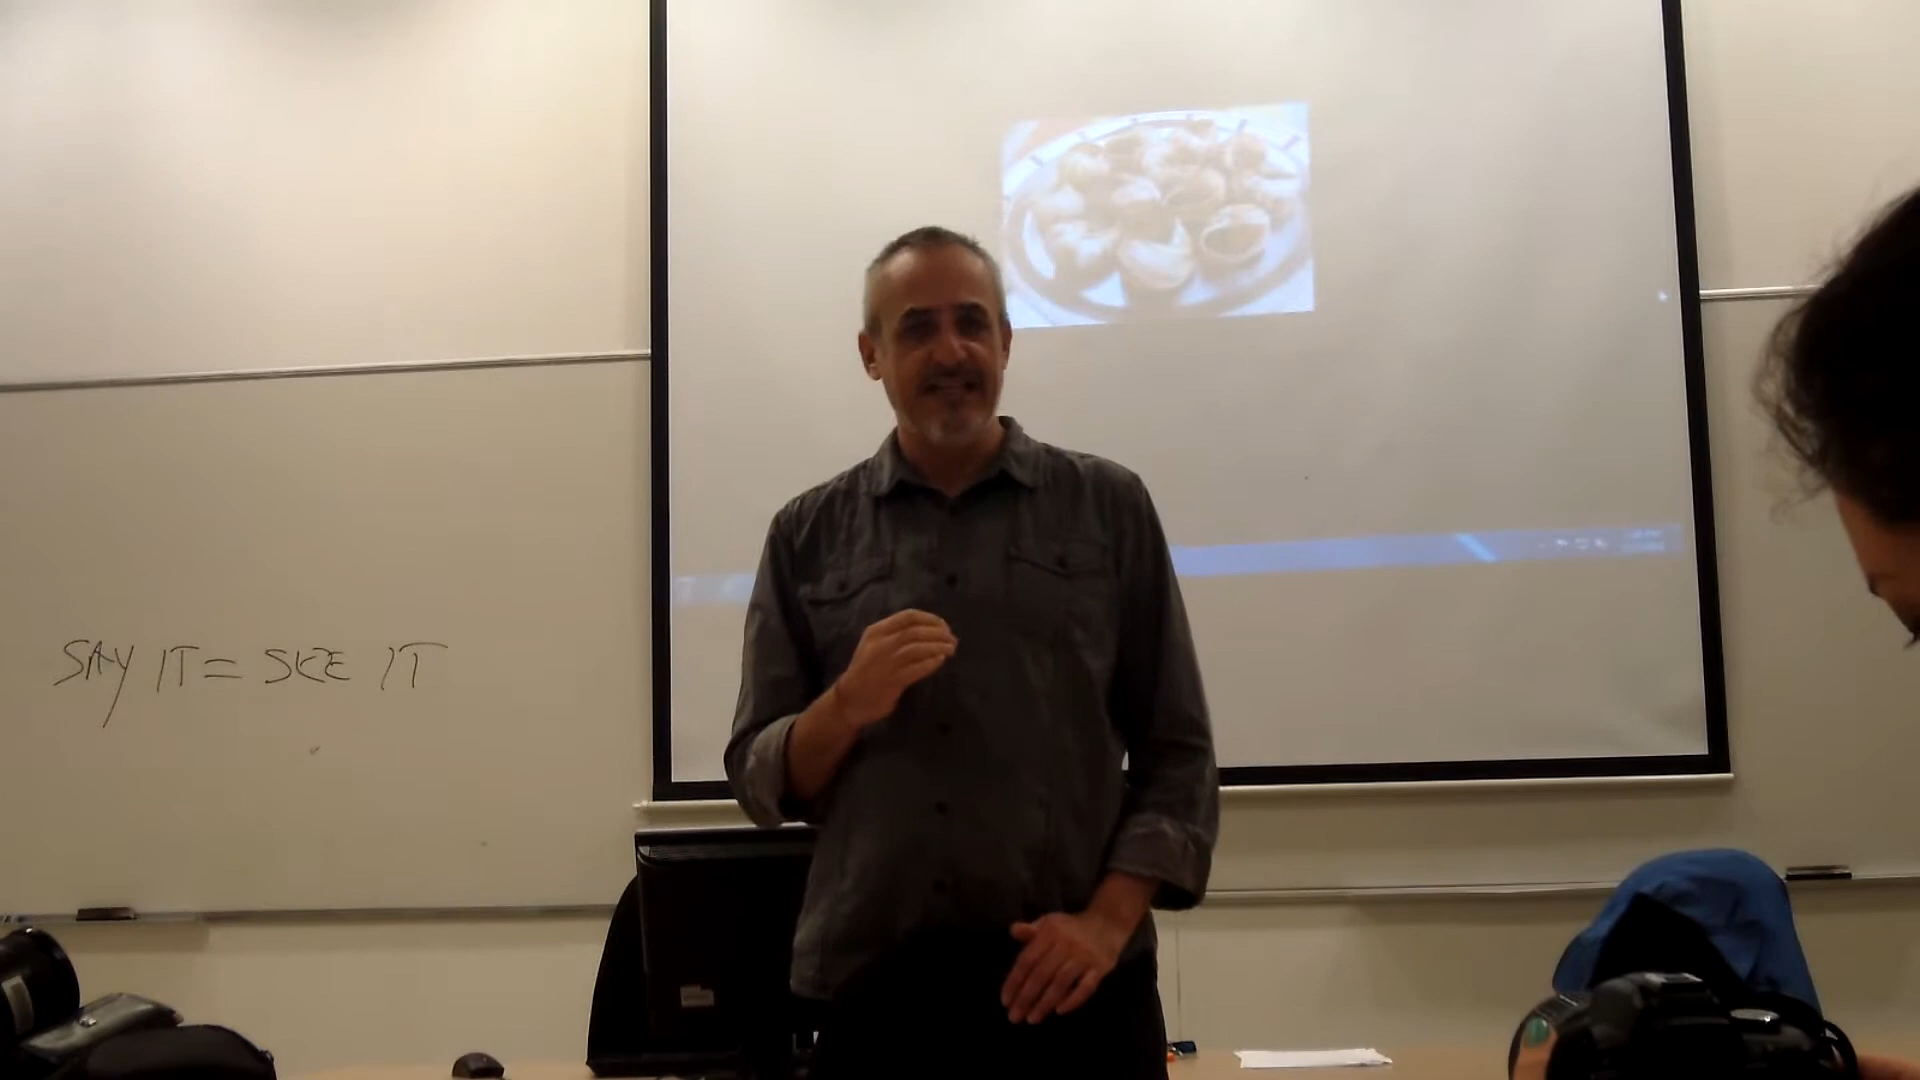 SAY IT = SEE IT